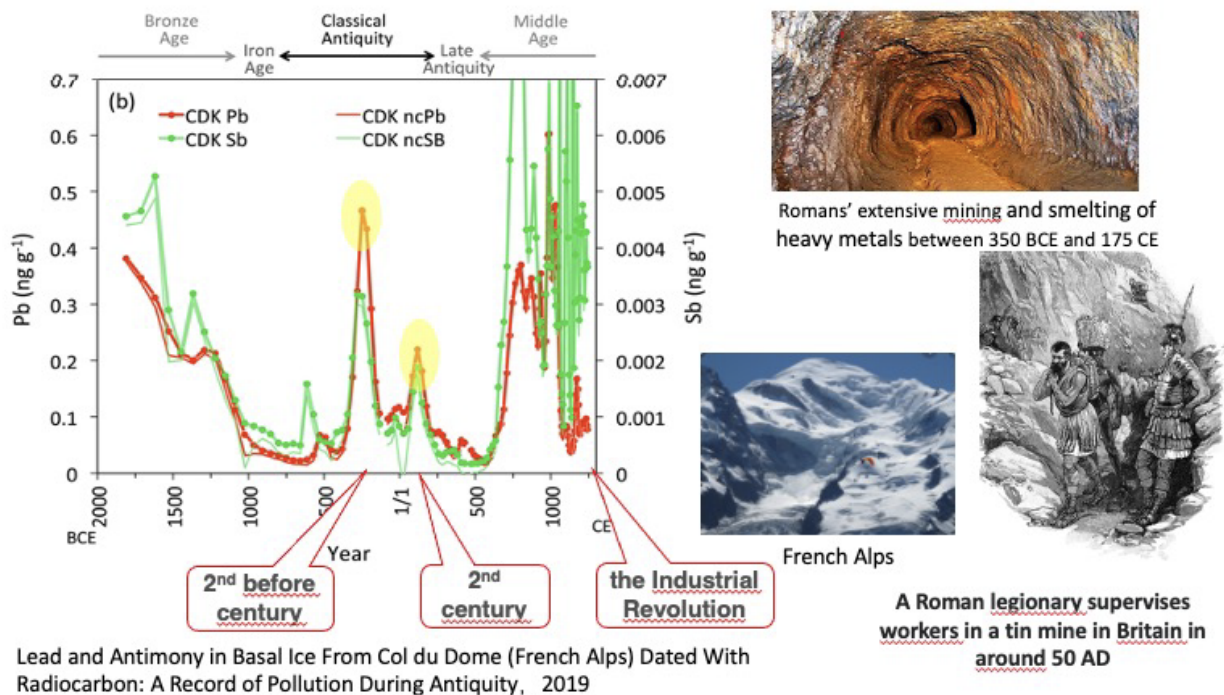 Bronze Age
Iron Age
Classical Antiquity
Late Antiquity
Middle Age
(b)
CDK Pb
CDK ncPb
CDK Sb
CDK ncSB
Pb (ng g-1)
0.7
0.6
0.5
0.4
0.3
0.2
0.1
0
Sb (ng g-1)
0.007
0.006
0.005
0.004
0.003
0.002
0.001
0
2000
1500
1000
500
1/1
500
1000
BCE
CE
Year
2nd before century
2nd century
the Industrial Revolution
Lead and Antimony in Basal Ice From Col du Dome (French Alps) Dated With
Radiocarbon: A Record of Pollution During Antiquity, 2019
Romans' extensive mining and smelting of
heavy metals between 350 BCE and 175 CE
French Alps
A Roman legionary supervises
workers in a tin mine in Britain in
around 50 AD